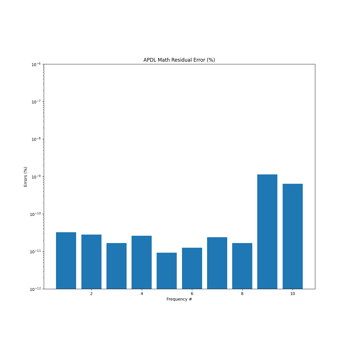 APDL Math Residual Error (%)
10⁻⁶
10⁻⁷
10⁻⁸
10⁻⁹
10⁻¹⁰
10⁻¹¹
10⁻¹²
Errors (%)
2 4 6 8 10
Frequency #